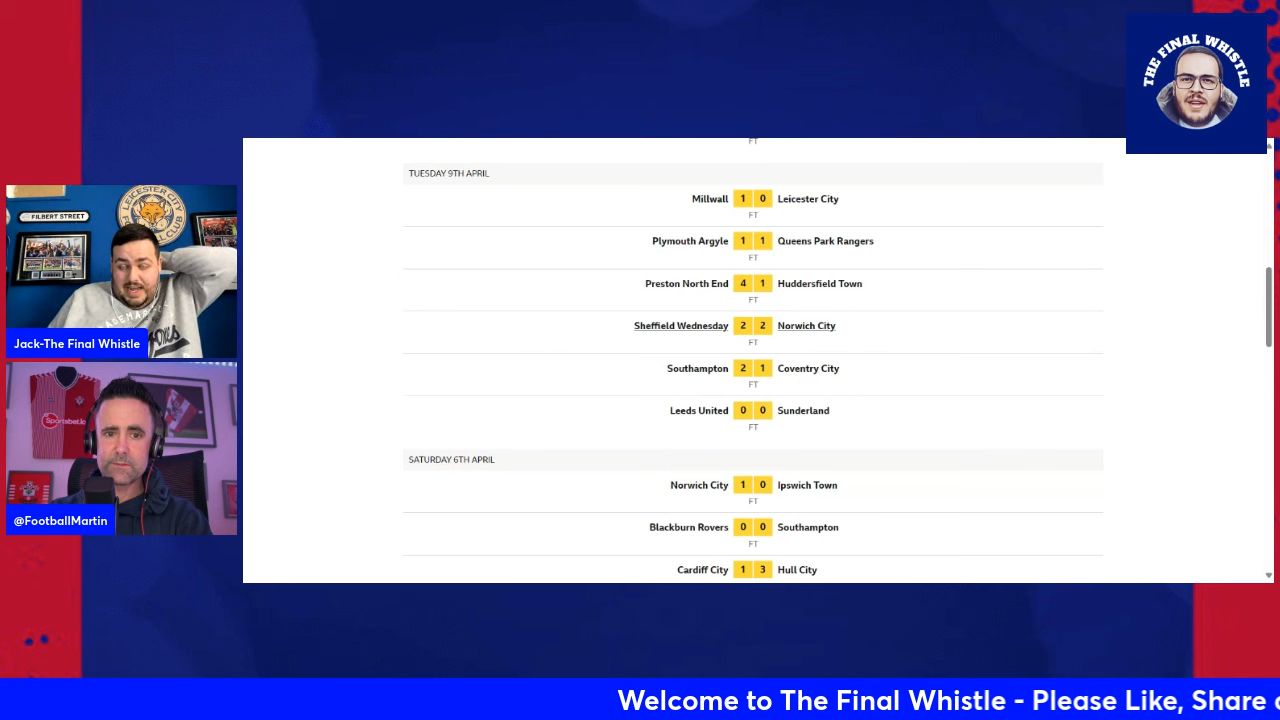 THE FINAL WHISTLE
FT
TUESDAY 9TH APRIL
Millwall 1 0 Leicester City
FT
Plymouth Argyle 1 1 Queens Park Rangers
FT
Preston North End 4 1 Huddersfield Town
FT
Sheffield Wednesday 2 2 Norwich City
FT
Southampton 2 1 Coventry City
FT
Leeds United 0 0 Sunderland
FT
SATURDAY 6TH APRIL
Norwich City 1 0 Ipswich Town
FT
Blackburn Rovers 0 0 Southampton
FT
Cardiff City 1 3 Hull City
LEICESTER CITY
FILBERT STREET
Jack-The Final Whistle
Sportsbet.io
@FootballMartin
Welcome to The Final Whistle - Please Like, Share